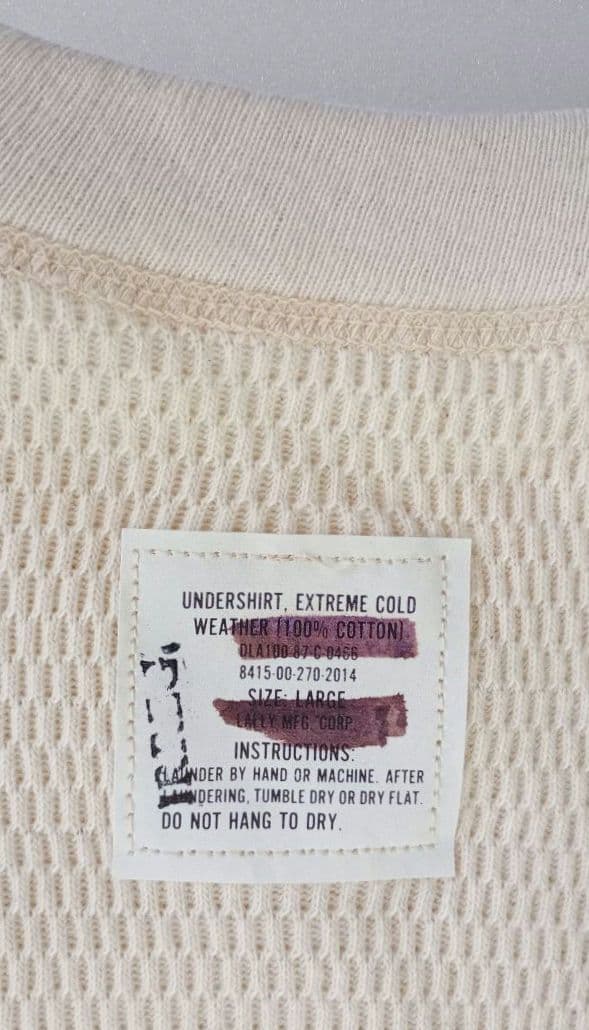 UNDERSHIRT, EXTREME COLD
WEATHER (100% COTTON)
DLA100-87-C-0466
8415-00-270-2014
SIZE: LARGE
LALLY MFG. CORP.
INSTRUCTIONS:
LAUNDER BY HAND OR MACHINE. AFTER
LAUNDERING, TUMBLE DRY OR DRY FLAT.
DO NOT HANG TO DRY.